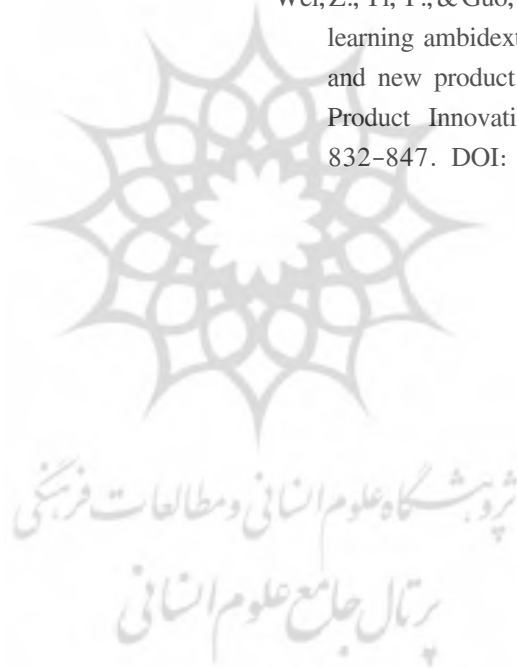 Wei, Z., Yi, Y., & Guo,
learning ambidext
and new product
Product Innovati
832–847. DOI:
پژوهشگاه علوم انسانی و مطالعات فرهنگی
پرتال جامع علوم انسانی